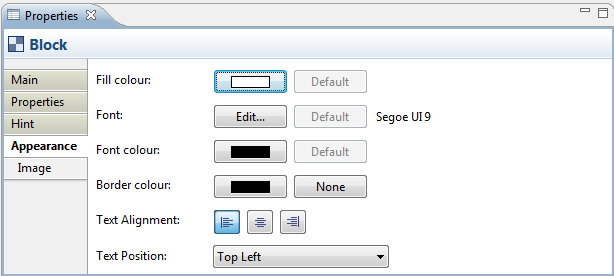 Properties
Block
Main
Properties
Hint
Appearance
Image
Fill colour: Default
Font: Edit... Default Segoe UI 9
Font colour: Default
Border colour: None
Text Alignment:
Text Position: Top Left